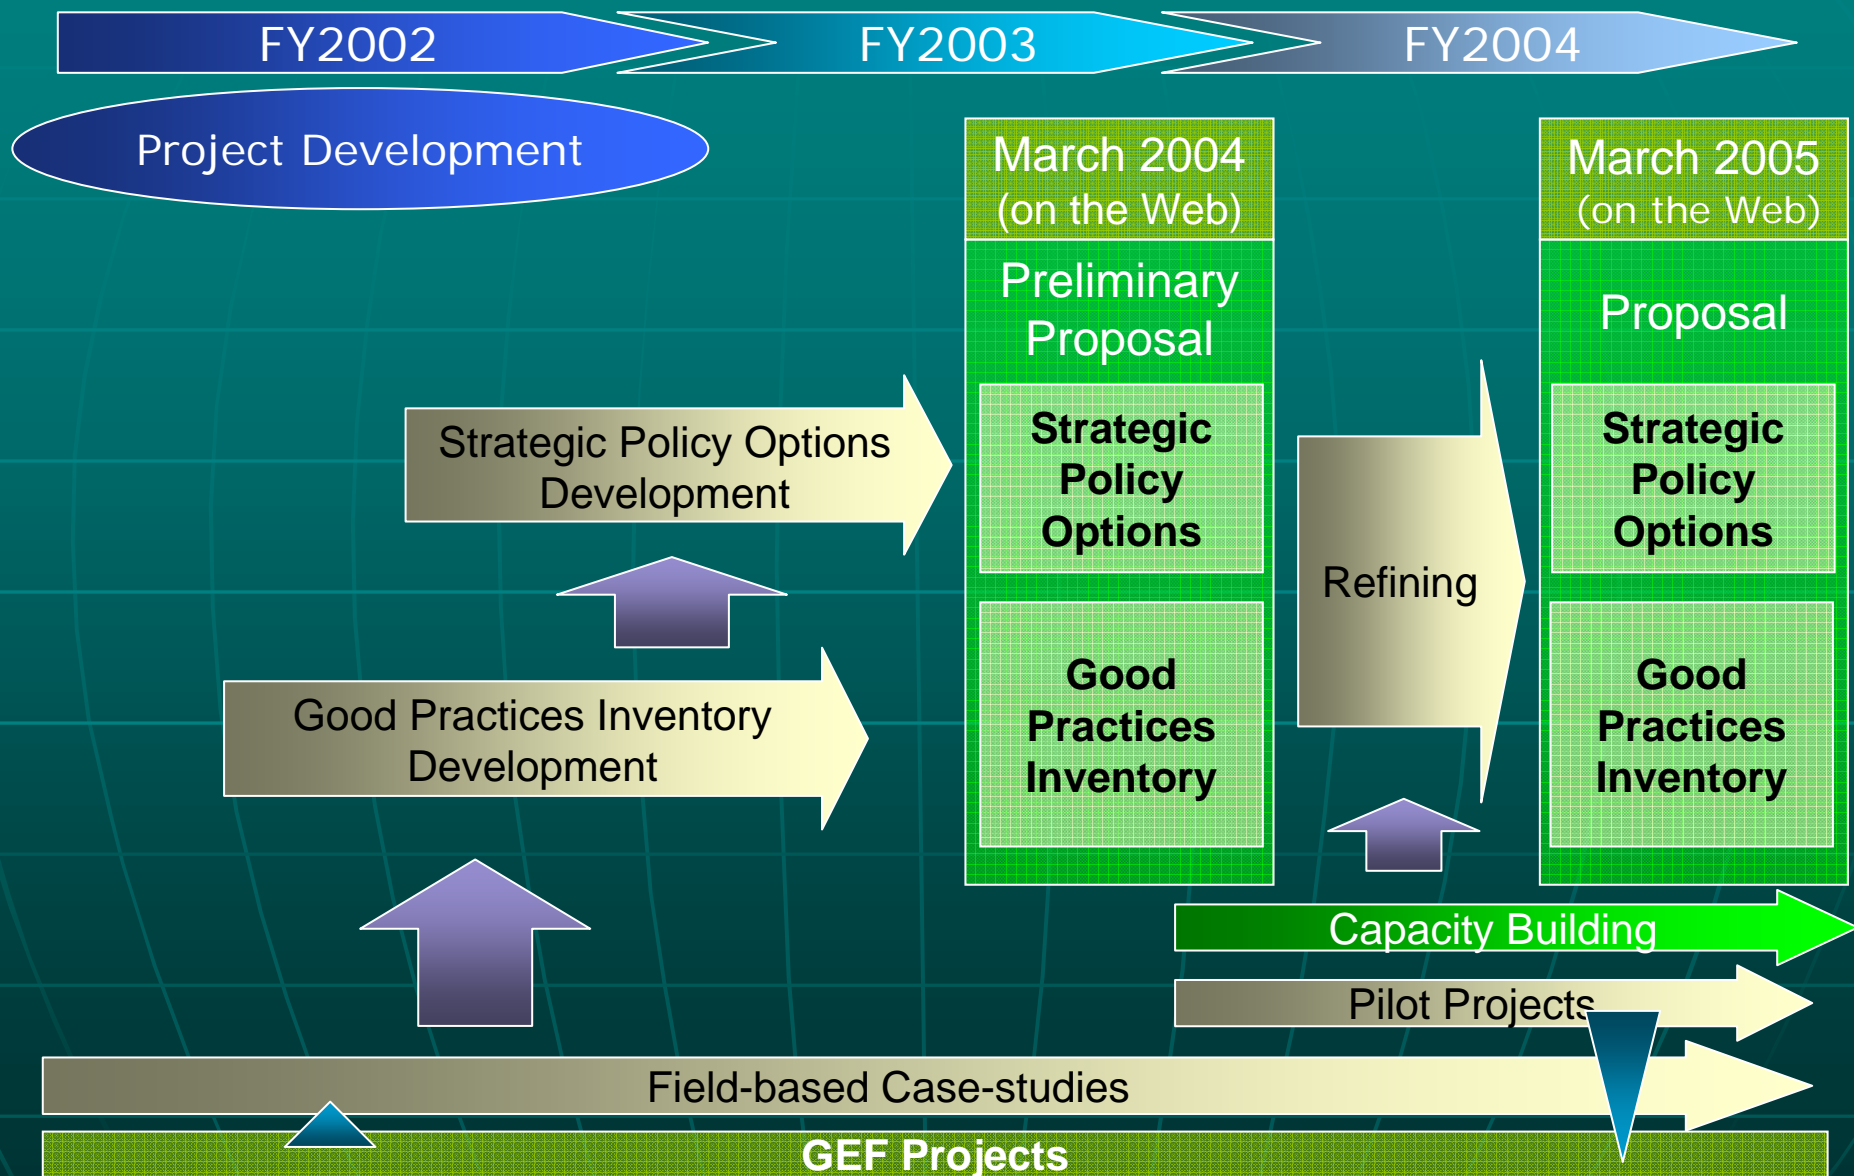 FY2002
FY2003
FY2004
Project Development
March 2004
(on the Web)
Preliminary
Proposal
Strategic
Policy
Options
Good
Practices
Inventory
March 2005
(on the Web)
Proposal
Strategic
Policy
Options
Good
Practices
Inventory
Strategic Policy Options
Development
Refining
Good Practices Inventory
Development
Capacity Building
Pilot Projects
Field-based Case-studies
GEF Projects